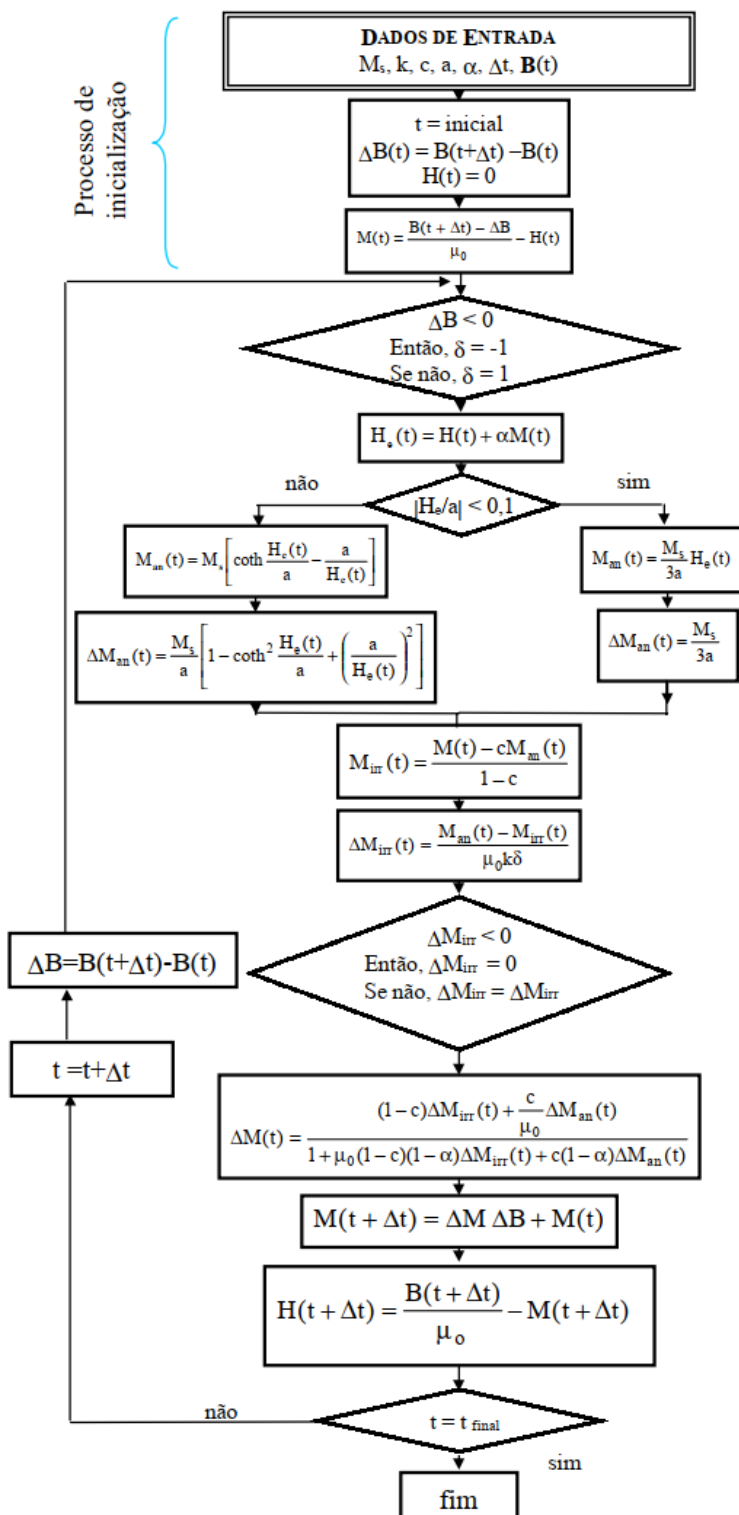 Processo de
inicialização
DADOS DE ENTRADA
Mₛ, k, c, a, α, Δt, B(t)
t = inicial
ΔB(t) = B(t+Δt) –B(t)
H(t) = 0
M(t) = (B(t + Δt) – ΔB)/μ₀ – H(t)
ΔB < 0
Então, δ = -1
Se não, δ = 1
Hₑ(t) = H(t) + αM(t)
não
sim
|Hₑ/a| < 0,1
Mₐₙ(t) = Mₛ[coth Hₑ(t)/a – a/Hₑ(t)]
Mₐₙ(t) = Mₛ/3a Hₑ(t)
ΔMₐₙ(t) = Mₛ/a [1 – coth² Hₑ(t)/a + (a/Hₑ(t))²]
ΔMₐₙ(t) = Mₛ/3a
Mᵢᵣᵣ(t) = (M(t) – cMₐₙ(t))/(1 – c)
ΔMᵢᵣᵣ(t) = (Mₐₙ(t) – Mᵢᵣᵣ(t))/(μ₀kδ)
ΔMᵢᵣᵣ < 0
Então, ΔMᵢᵣᵣ = 0
Se não, ΔMᵢᵣᵣ = ΔMᵢᵣᵣ
ΔB=B(t+Δt)-B(t)
t =t+Δt
ΔM(t) = ((1–c)ΔMᵢᵣᵣ(t) + c/μ₀ ΔMₐₙ(t))/(1+μ₀(1–c)(1–α)ΔMᵢᵣᵣ(t) + c(1–α)ΔMₐₙ(t))
M(t + Δt) = ΔM ΔB + M(t)
H(t + Δt) = B(t + Δt)/μₒ – M(t + Δt)
não
t = t final
sim
fim